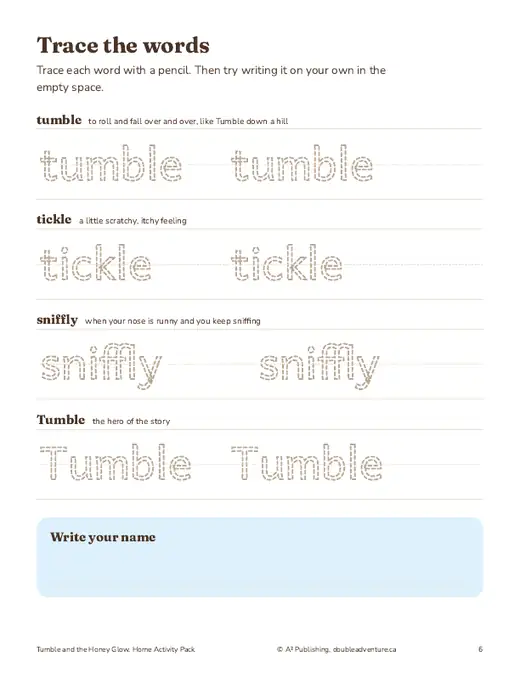 Trace the words
Trace each word with a pencil. Then try writing it on your own in the
empty space.
tumble to roll and fall over and over, like Tumble down a hill
tumble tumble
tickle a little scratchy, itchy feeling
tickle tickle
sniffly when your nose is runny and you keep sniffing
sniffly sniffly
Tumble the hero of the story
Tumble Tumble
Write your name
Tumble and the Honey Glow. Home Activity Pack © A² Publishing, doubleadventure.ca 6